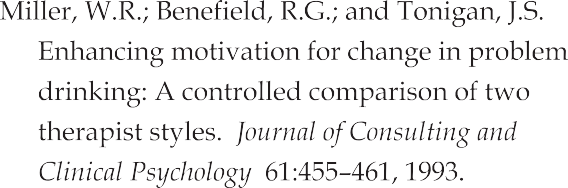 Miller, W.R.; Benefield, R.G.; and Tonigan, J.S.
Enhancing motivation for change in problem
drinking: A controlled comparison of two
therapist styles. Journal of Consulting and
Clinical Psychology 61:455–461, 1993.